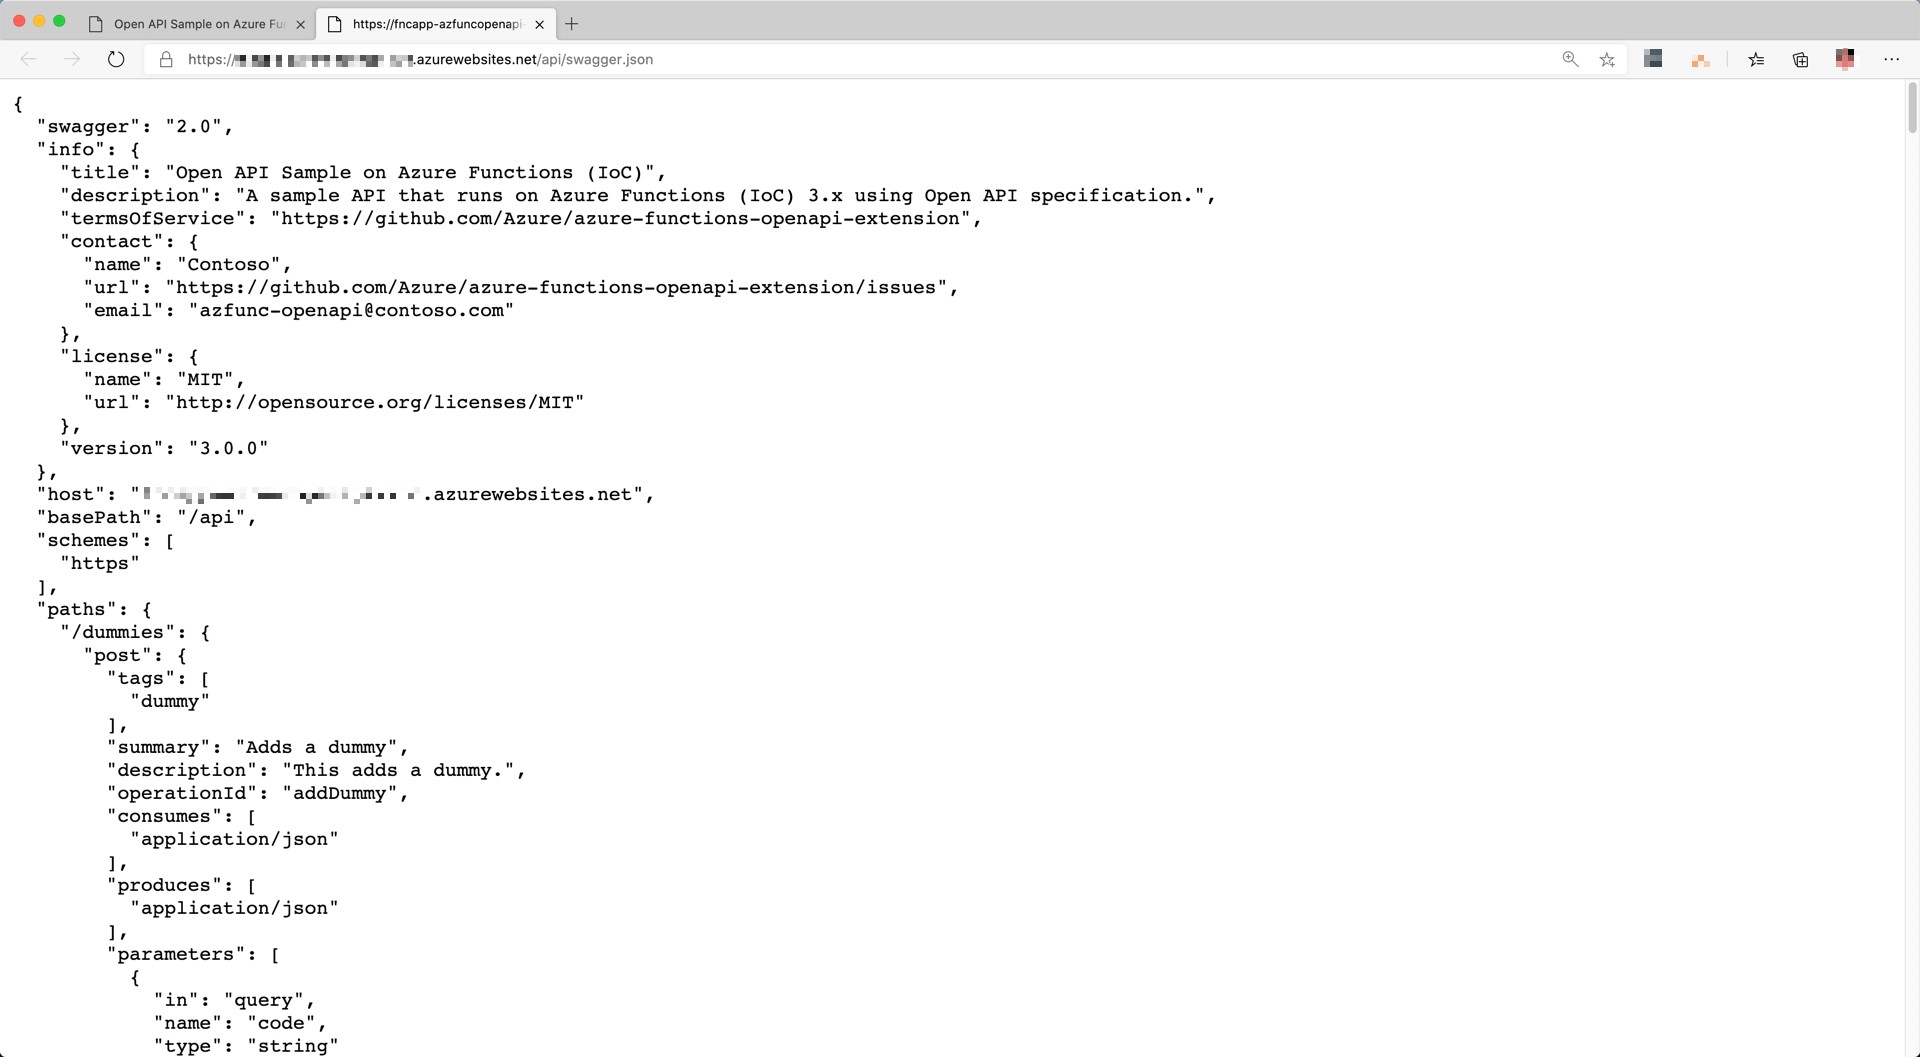 Open API Sample on Azure Fu
https://fncapp-azfuncopenapi-
https://
.azurewebsites.net/api/swagger.json
{
"swagger": "2.0",
"info": {
"title": "Open API Sample on Azure Functions (IoC)",
"description": "A sample API that runs on Azure Functions (IoC) 3.x using Open API specification.",
"termsOfService": "https://github.com/Azure/azure-functions-openapi-extension",
"contact": {
"name": "Contoso",
"url": "https://github.com/Azure/azure-functions-openapi-extension/issues",
"email": "azfunc-openapi@contoso.com"
},
"license": {
"name": "MIT",
"url": "http://opensource.org/licenses/MIT"
},
"version": "3.0.0"
},
"host": " .azurewebsites.net",
"basePath": "/api",
"schemes": [
"https"
],
"paths": {
"/dummies": {
"post": {
"tags": [
"dummy"
],
"summary": "Adds a dummy",
"description": "This adds a dummy.",
"operationId": "addDummy",
"consumes": [
"application/json"
],
"produces": [
"application/json"
],
"parameters": [
{
"in": "query",
"name": "code",
"type": "string"